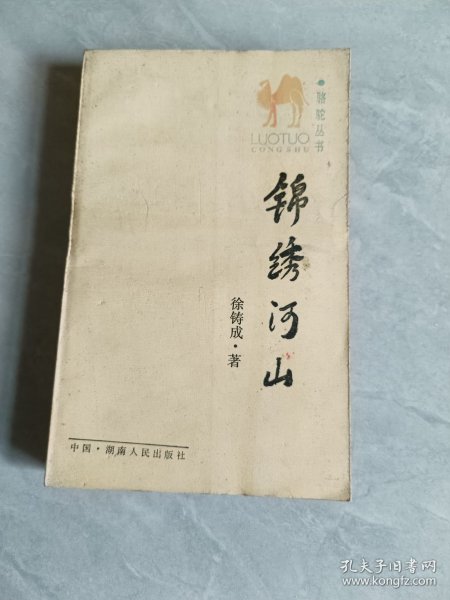 •骆驼丛书
LUOTUO
CONGSHU
锦绣河山
徐铸成·著
中国·湖南人民出版社
孔夫子旧书网
www.kongfz.com